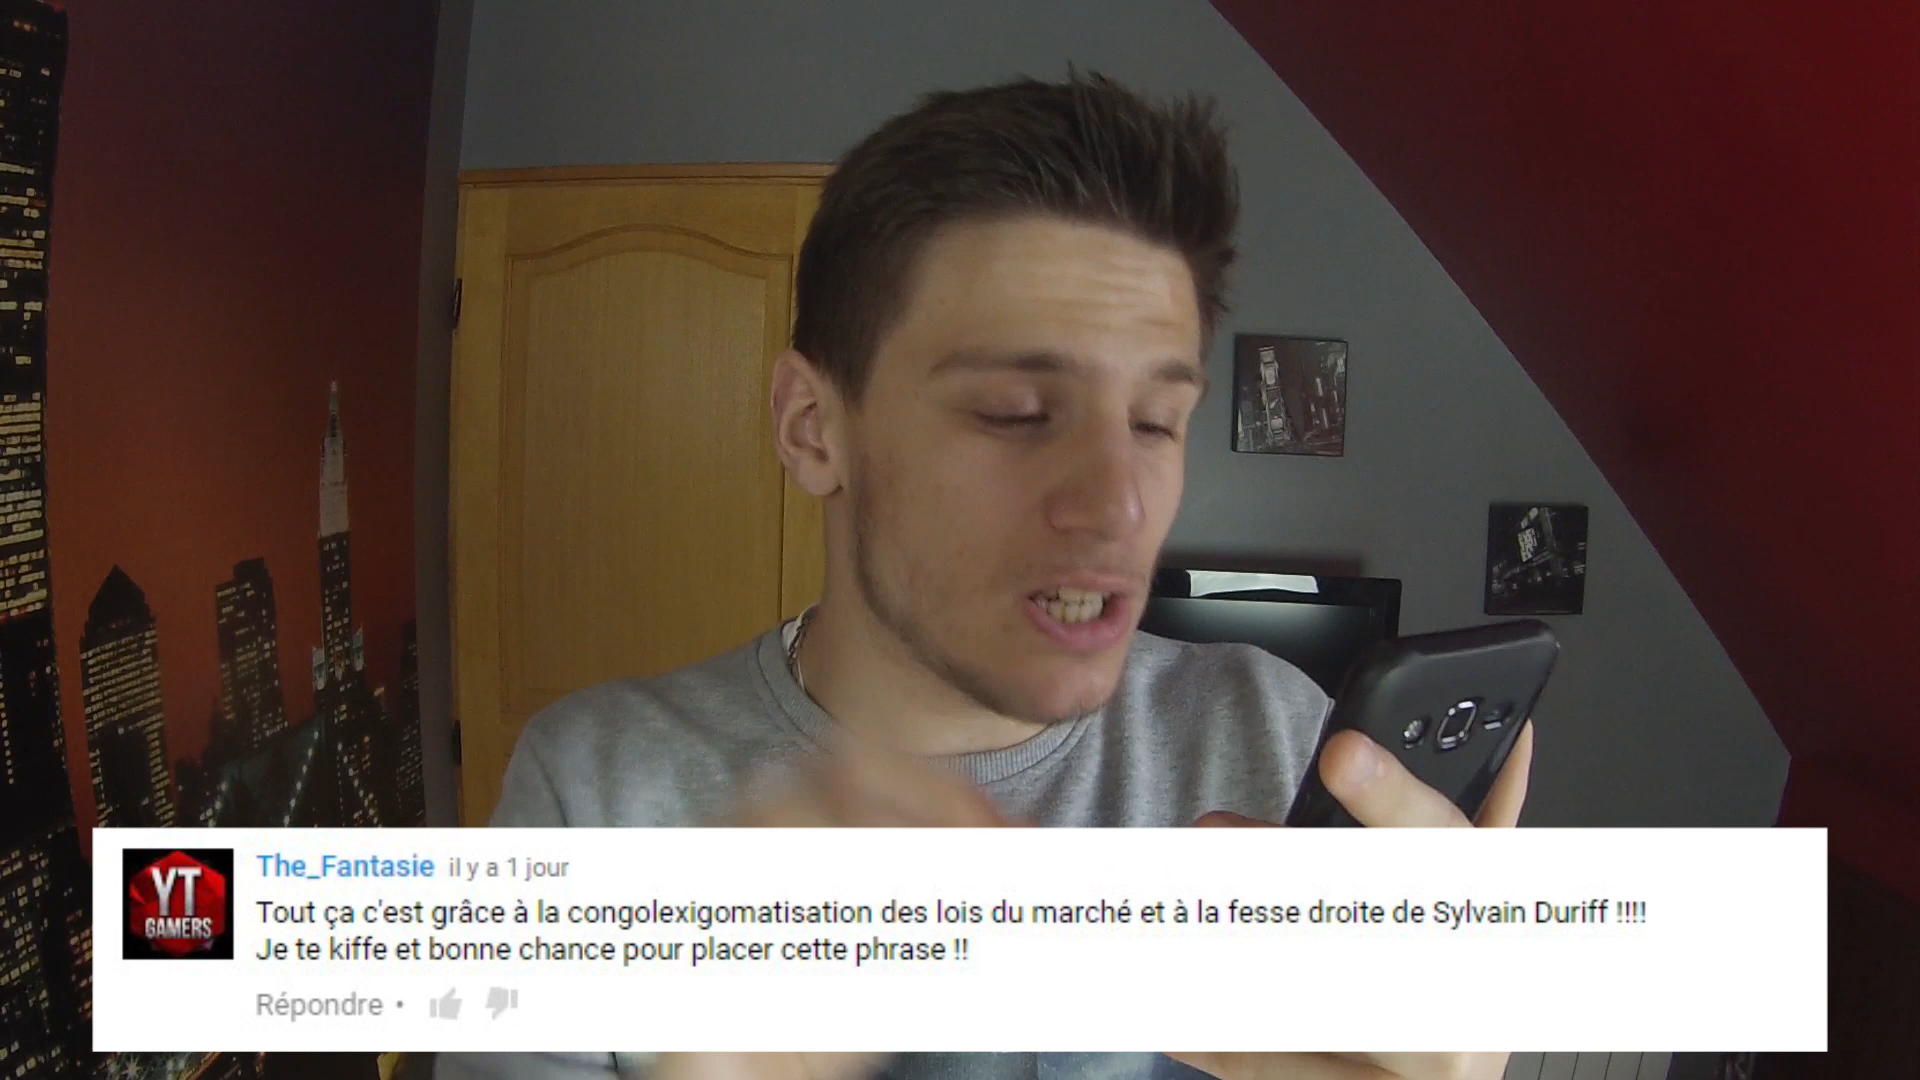 YT
GAMERS
The_Fantasie il y a 1 jour
Tout ça c'est grâce à la congolexigomatisation des lois du marché et à la fesse droite de Sylvain Duriff !!!!
Je te kiffe et bonne chance pour placer cette phrase !!
Répondre •